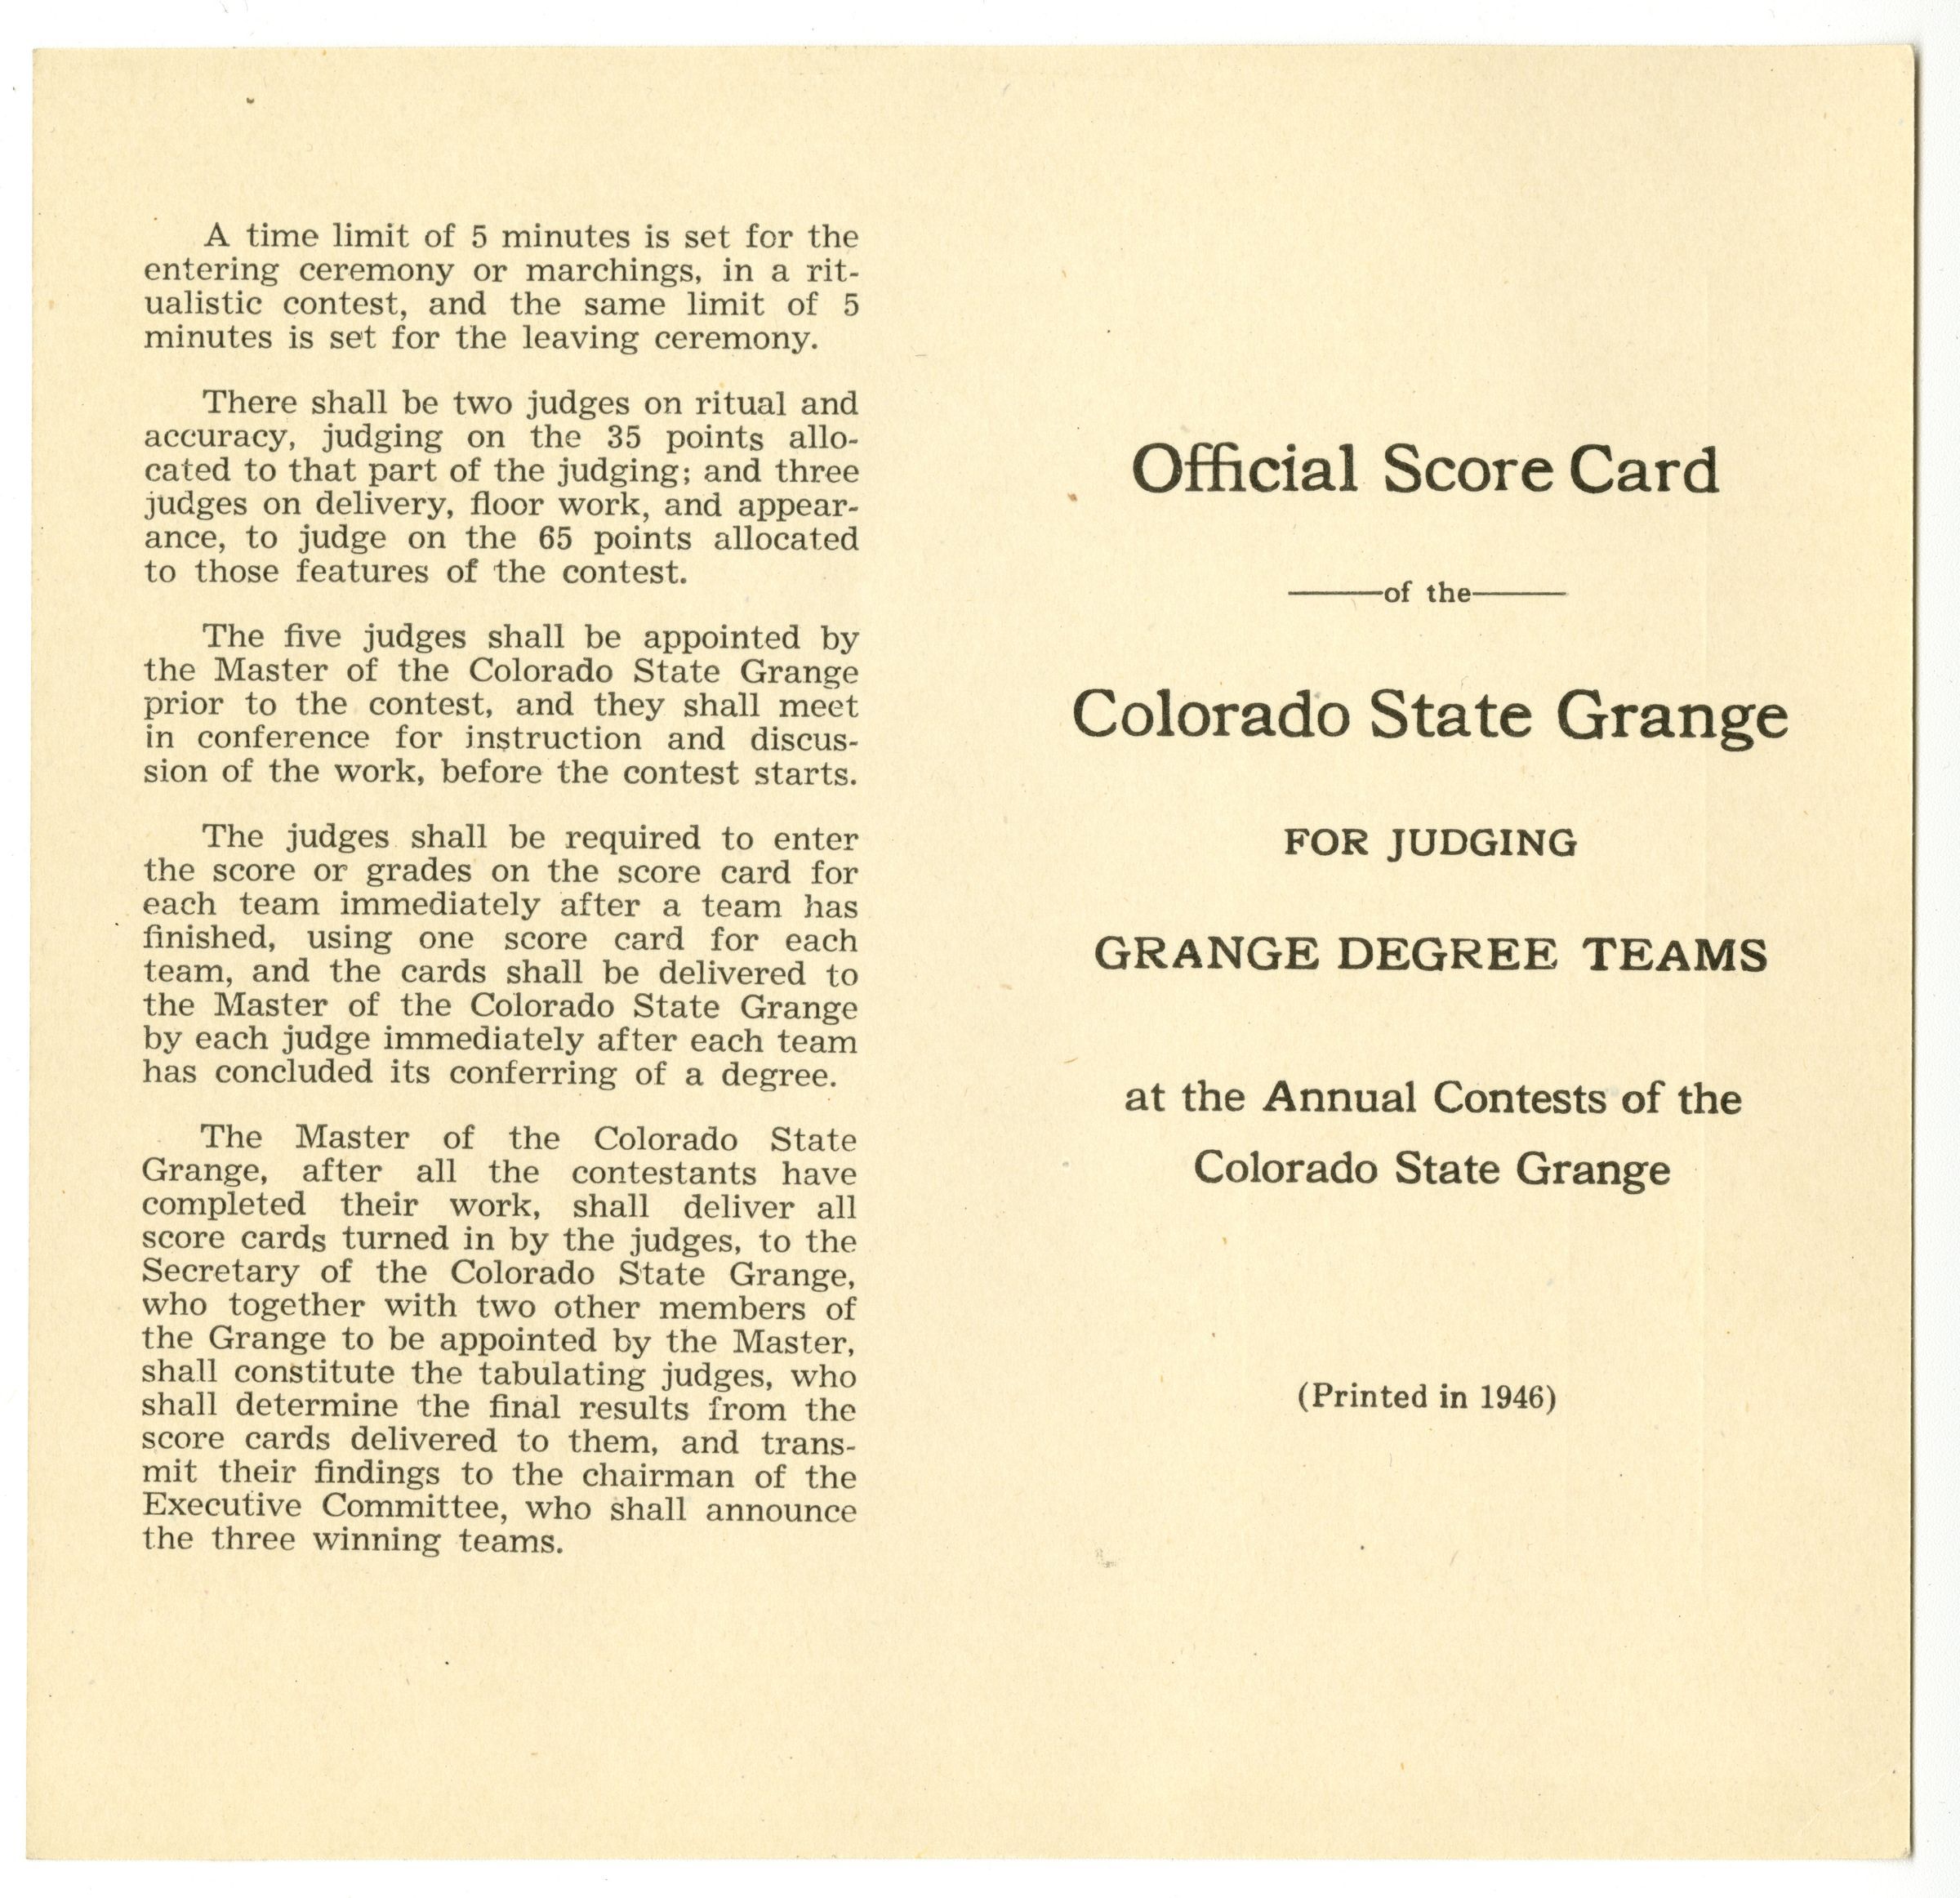 A time limit of 5 minutes is set for the
entering ceremony or marchings, in a rit-
ualistic contest, and the same limit of 5
minutes is set for the leaving ceremony.
There shall be two judges on ritual and
accuracy, judging on the 35 points allo-
cated to that part of the judging; and three
judges on delivery, floor work, and appear-
ance, to judge on the 65 points allocated
to those features of the contest.
The five judges shall be appointed by
the Master of the Colorado State Grange
prior to the contest, and they shall meet
in conference for instruction and discus-
sion of the work, before the contest starts.
The judges shall be required to enter
the score or grades on the score card for
each team immediately after a team has
finished, using one score card for each
team, and the cards shall be delivered to
the Master of the Colorado State Grange
by each judge immediately after each team
has concluded its conferring of a degree.
The Master of the Colorado State
Grange, after all the contestants have
completed their work, shall deliver all
score cards turned in by the judges, to the
Secretary of the Colorado State Grange,
who together with two other members of
the Grange to be appointed by the Master,
shall constitute the tabulating judges, who
shall determine the final results from the
score cards delivered to them, and trans-
mit their findings to the chairman of the
Executive Committee, who shall announce
the three winning teams.
Official Score Card
of the
Colorado State Grange
FOR JUDGING
GRANGE DEGREE TEAMS
at the Annual Contests of the
Colorado State Grange
(Printed in 1946)